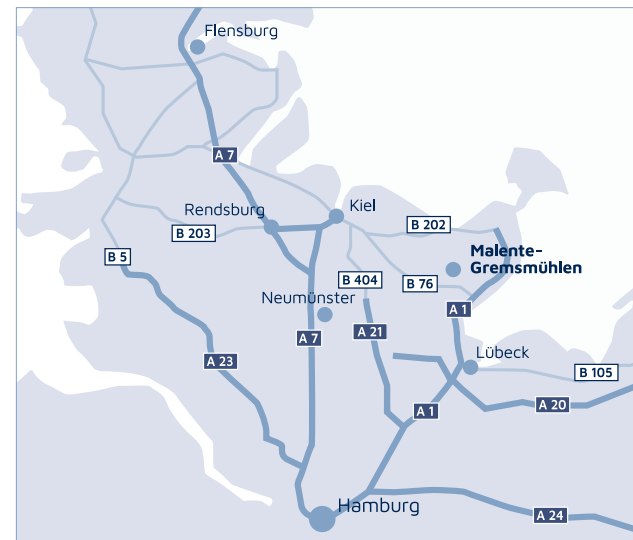 Flensburg
A 7
Kiel
Rendsburg
B 203
B 202
B 5
Malente-
Gremsmühlen
B 404
B 76
Neumünster
A 1
A 21
A 7
Lübeck
A 23
B 105
A 20
A 1
Hamburg
A 24